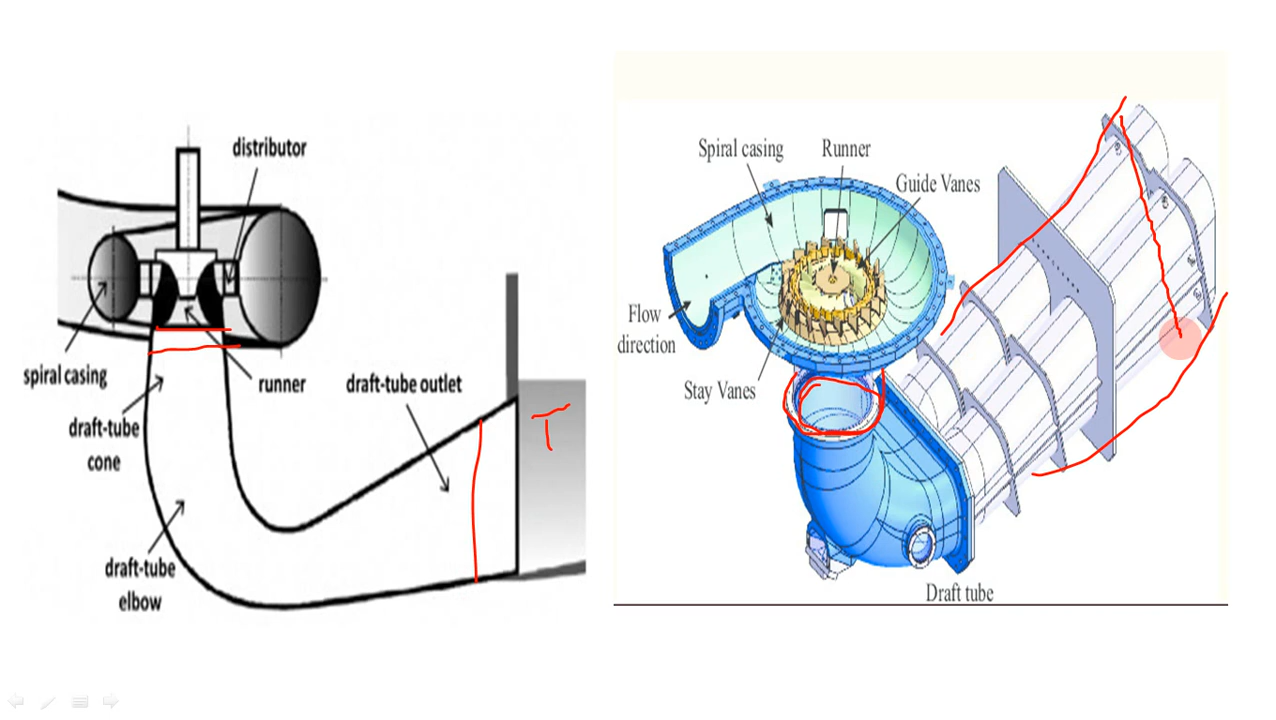 distributor
spiral casing
runner
draft-tube outlet
draft-tube
cone
draft-tube
elbow
T
Spiral casing
Runner
Guide Vanes
Flow
direction
Stay Vanes
Draft tube